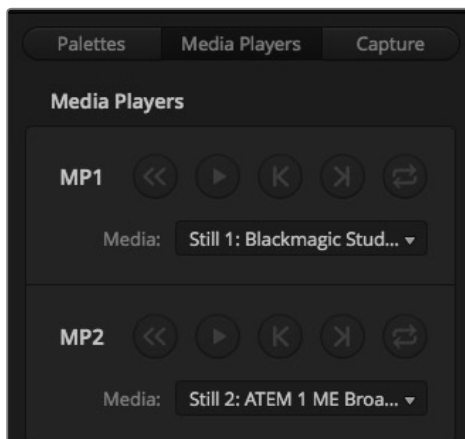 Palettes Media Players Capture
Media Players
MP1
Media: Still 1: Blackmagic Stud...
MP2
Media: Still 2: ATEM 1 ME Broa...